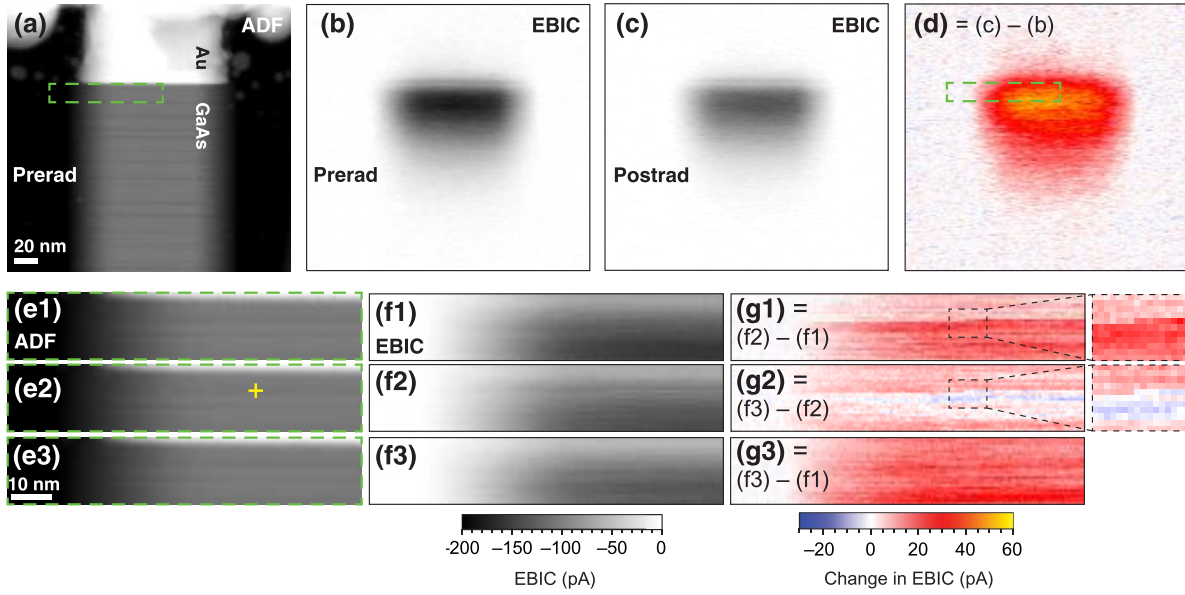 (a)
ADF
Au
GaAs
Prerad
20 nm
(b)
EBIC
Prerad
(c)
EBIC
Postrad
(d) = (c) – (b)
(e1)
ADF
(f1)
EBIC
(g1) =
(f2) – (f1)
(e2)
+
(f2)
(g2) =
(f3) – (f2)
(e3)
10 nm
(f3)
(g3) =
(f3) – (f1)
-200 –150 –100 –50 0
EBIC (pA)
–20 0 20 40 60
Change in EBIC (pA)